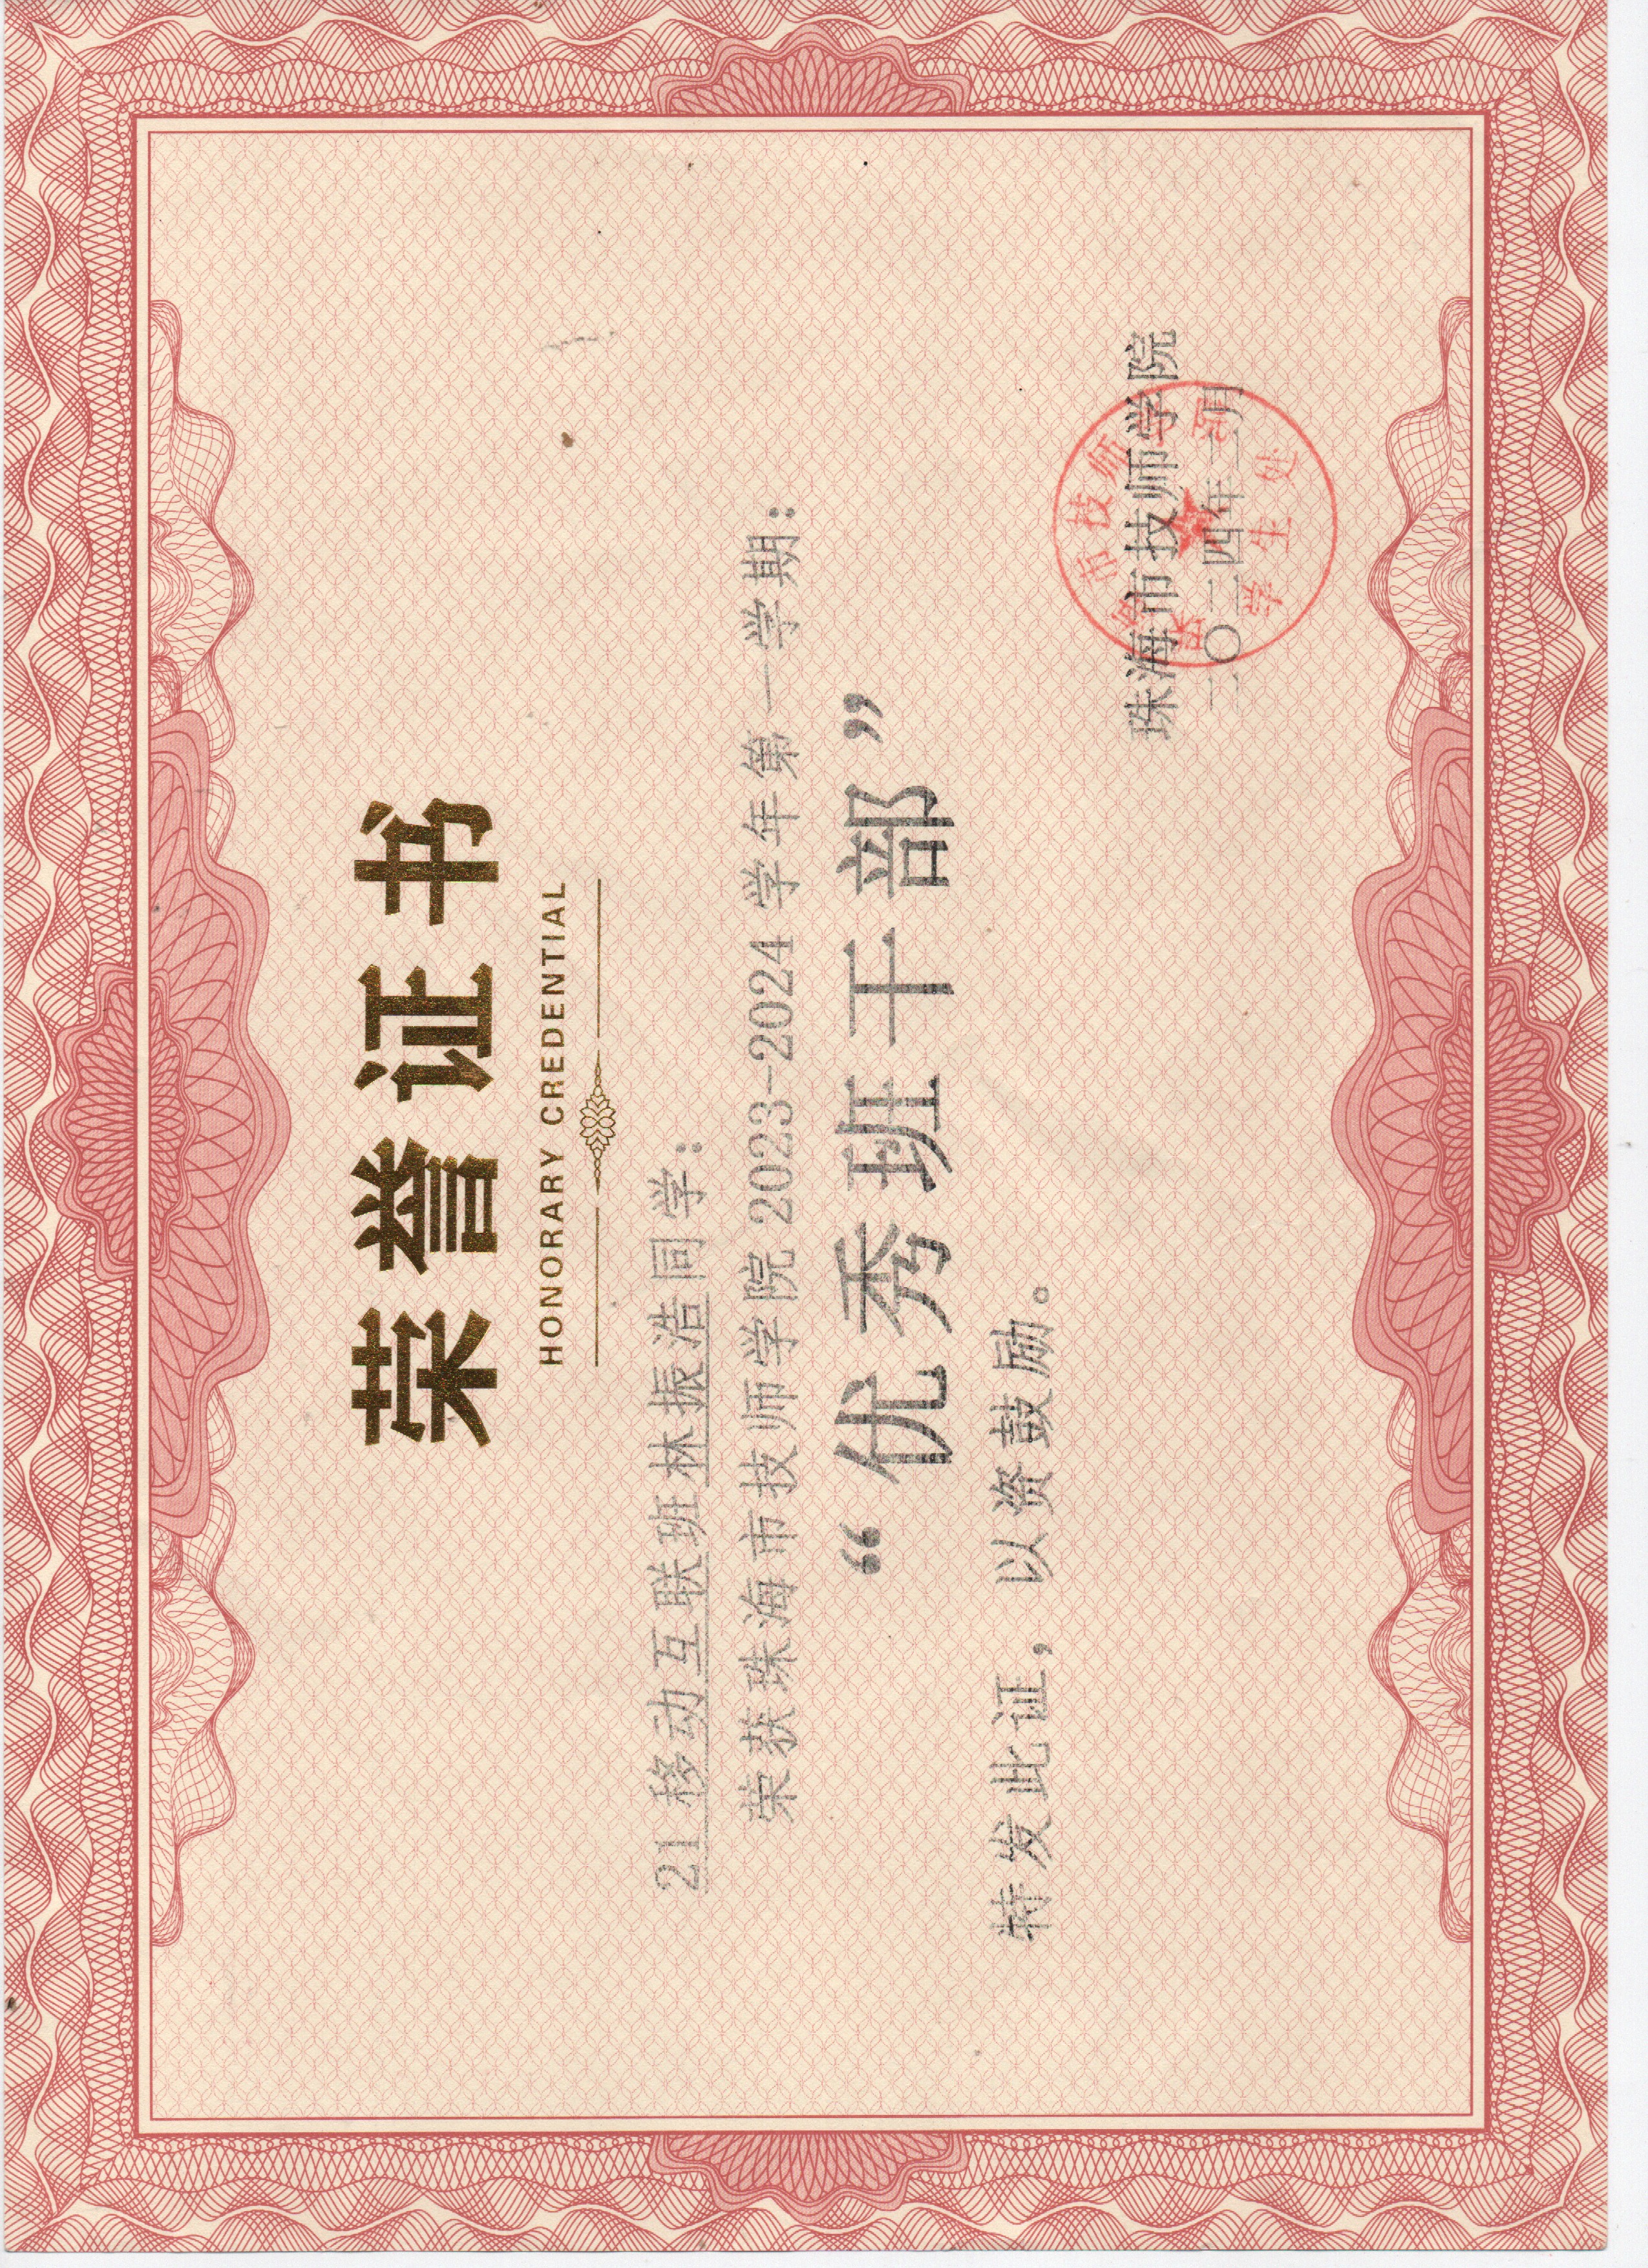 荣誉证书
HONORARY CREDENTIAL
21 移动互联班林振浩同学：
荣获珠海市技师学院 2023-2024 学年第一学期：
“优秀班干部”
特发此证，以资鼓励。
珠海市技师学院
二〇二四年二月
珠海市技师学院
学生处